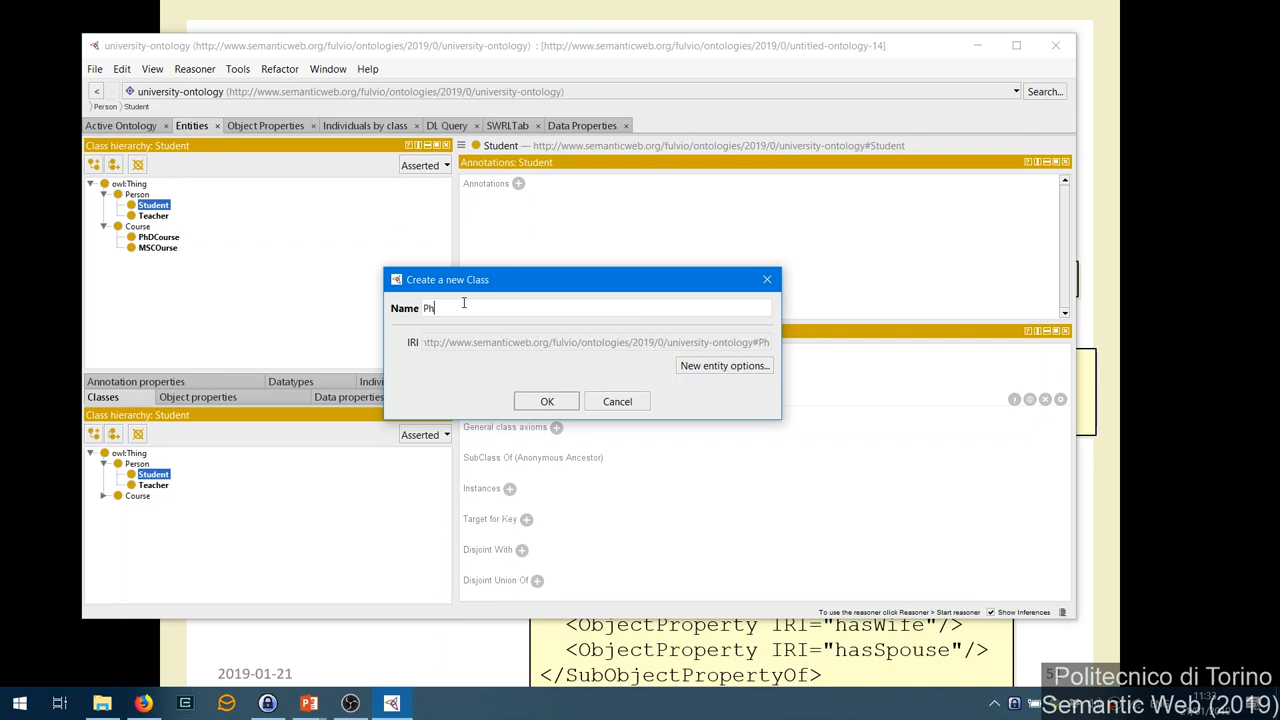 university-ontology (http://www.semanticweb.org/fulvio/ontologies/2019/0/university-ontology) : [http://www.semanticweb.org/fulvio/ontologies/2019/0/untitled-ontology-14]
File Edit View Reasoner Tools Refactor Window Help
< university-ontology (http://www.semanticweb.org/fulvio/ontologies/2019/0/university-ontology) Search...
Person Student
Active Ontology × Entities × Object Properties × Individuals by class × DL Query × SWRLTab × Data Properties ×
Class hierarchy: Student
Asserted
owl:Thing
Person
Student
Teacher
Course
PhDCourse
MSCOurse
Student — http://www.semanticweb.org/fulvio/ontologies/2019/0/university-ontology#Student
Annotations: Student
Annotations
Create a new Class
Name Ph
IRI http://www.semanticweb.org/fulvio/ontologies/2019/0/university-ontology#Ph
New entity options...
OK Cancel
Annotation properties Datatypes
Classes Object properties Data properties
Class hierarchy: Student
Asserted
owl:Thing
Person
Student
Teacher
Course
General class axioms
SubClass Of (Anonymous Ancestor)
Instances
Target for Key
Disjoint With
Disjoint Union Of
To use the reasoner click Reasoner > Start reasoner Show Inferences
<ObjectProperty IRI="hasWife"/>
<ObjectProperty IRI="hasSpouse"/>
</SubObjectPropertyOf>
2019-01-21
Politecnico di Torino
Semantic Web (2019)